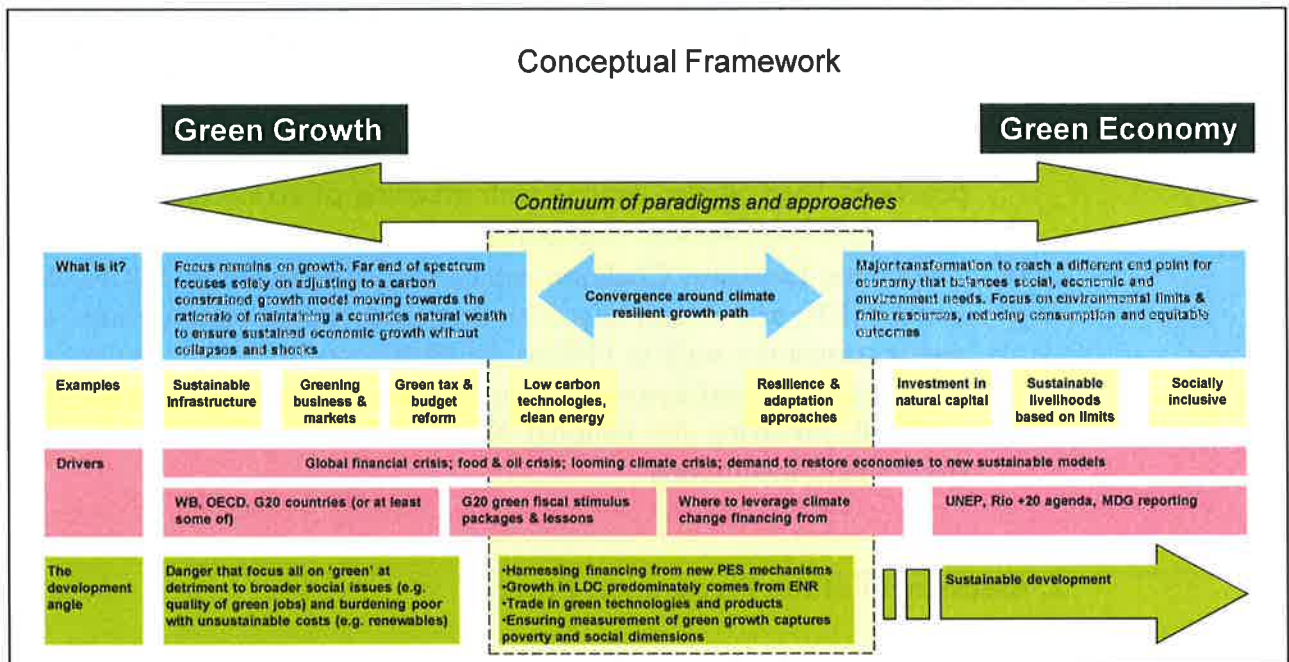 Conceptual Framework
Green Growth
Green Economy
Continuum of paradigms and approaches
What is it?
Focus remains on growth. Far end of spectrum
focuses solely on adjusting to a carbon
constrained growth model moving towards the
rationale of maintaining a countries natural wealth
to ensure sustained economic growth without
collapses and shocks
Convergence around climate
resilient growth path
Major transformation to reach a different end point for
economy that balances social, economic and
environment needs. Focus on environmental limits &
finite resources, reducing consumption and equitable
outcomes
Examples
Sustainable
Infrastructure
Greening
business &
markets
Green tax &
budget
reform
Low carbon
technologies,
clean energy
Resilience &
adaptation
approaches
Investment in
natural capital
Sustainable
livelihoods
based on limits
Socially
inclusive
Drivers
Global financial crisis; food & oil crisis; looming climate crisis; demand to restore economies to new sustainable models
WB, OECD, G20 countries (or at least
some of)
G20 green fiscal stimulus
packages & lessons
Where to leverage climate
change financing from
UNEP, Rio +20 agenda, MDG reporting
The
development
angle
Danger that focus all on 'green' at
detriment to broader social issues (e.g.
quality of green jobs) and burdening poor
with unsustainable costs (e.g. renewables)
•Harnessing financing from new PES mechanisms
•Growth in LDC predominately comes from ENR
•Trade in green technologies and products
•Ensuring measurement of green growth captures
poverty and social dimensions
Sustainable development